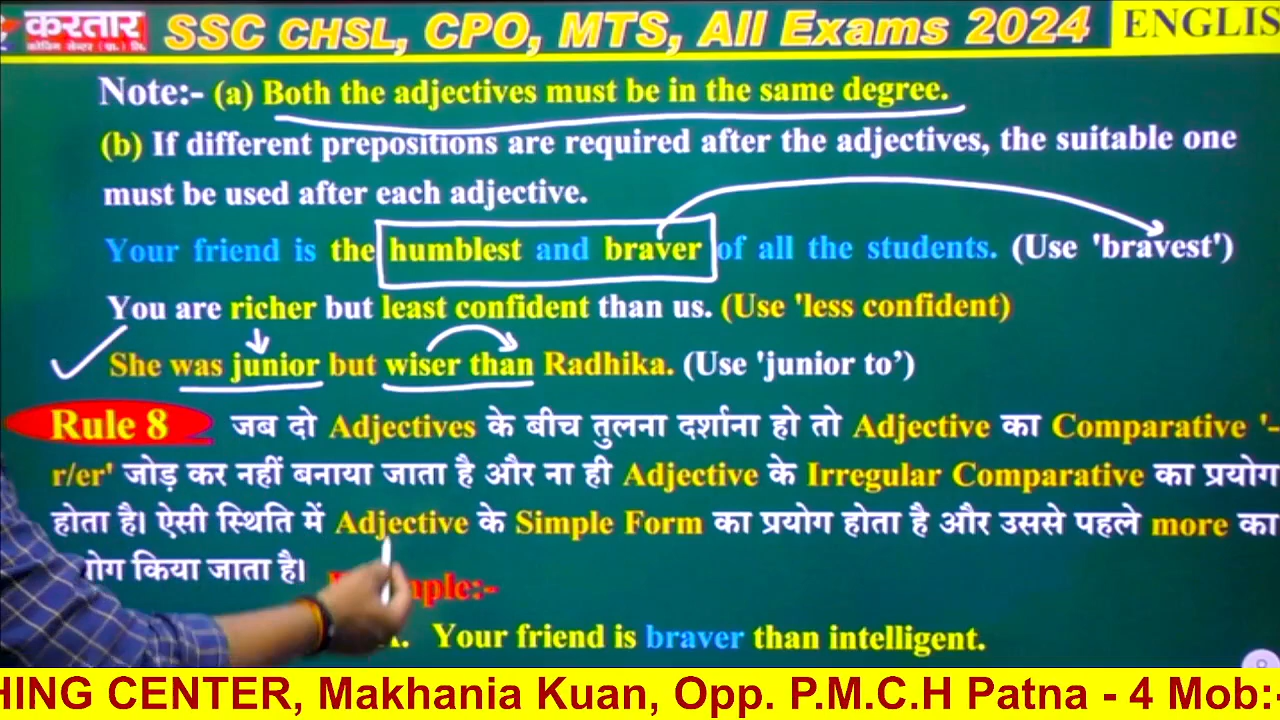 करतार
कोचिंग सेन्टर (प्रा.) लि.
SSC CHSL, CPO, MTS, All Exams 2024
ENGLIS
Note:- (a) Both the adjectives must be in the same degree.
(b) If different prepositions are required after the adjectives, the suitable one
must be used after each adjective.
Your friend is the humblest and braver of all the students. (Use 'bravest')
You are richer but least confident than us. (Use 'less confident)
She was junior but wiser than Radhika. (Use 'junior to’)
Rule 8 जब दो Adjectives के बीच तुलना दर्शाना हो तो Adjective का Comparative '-
r/er' जोड़ कर नहीं बनाया जाता है और ना ही Adjective के Irregular Comparative का प्रयोग
होता है। ऐसी स्थिति में Adjective के Simple Form का प्रयोग होता है और उससे पहले more का
योग किया जाता है।
mple:-
Your friend is braver than intelligent.
HING CENTER, Makhania Kuan, Opp. P.M.C.H Patna - 4 Mob:-